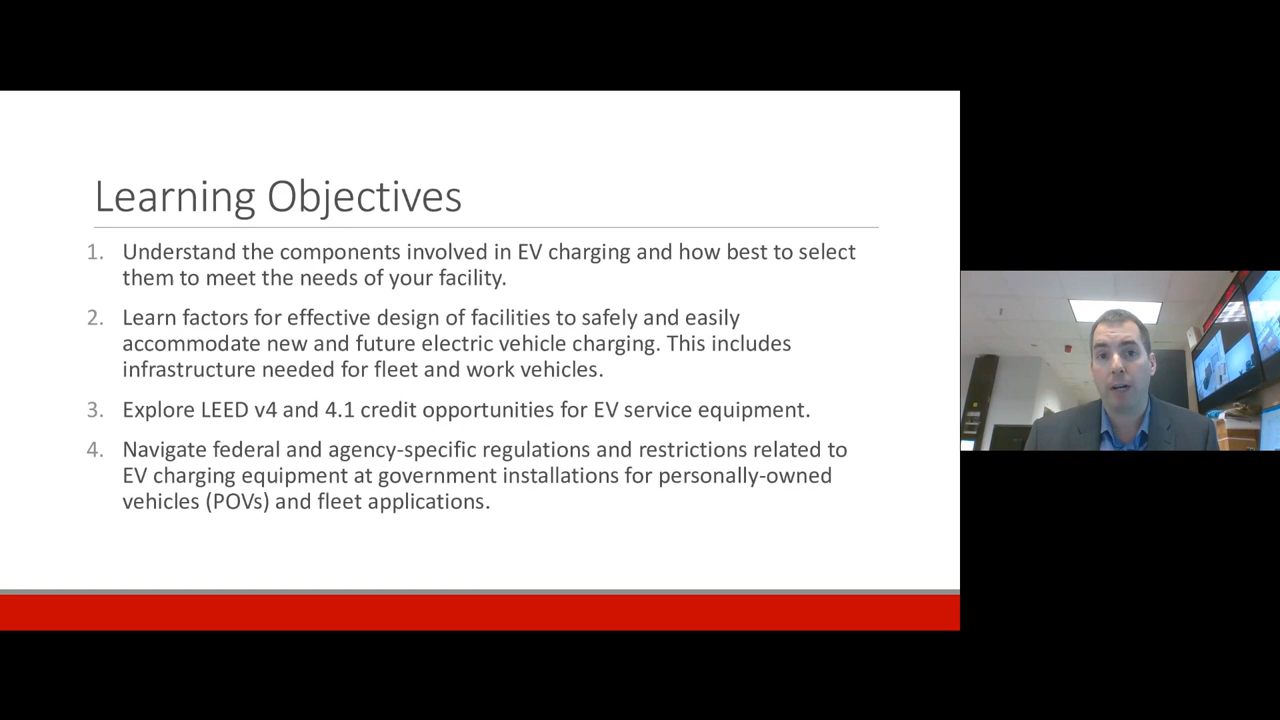 Learning Objectives
1. Understand the components involved in EV charging and how best to select
them to meet the needs of your facility.
2. Learn factors for effective design of facilities to safely and easily
accommodate new and future electric vehicle charging. This includes
infrastructure needed for fleet and work vehicles.
3. Explore LEED v4 and 4.1 credit opportunities for EV service equipment.
4. Navigate federal and agency-specific regulations and restrictions related to
EV charging equipment at government installations for personally-owned
vehicles (POVs) and fleet applications.